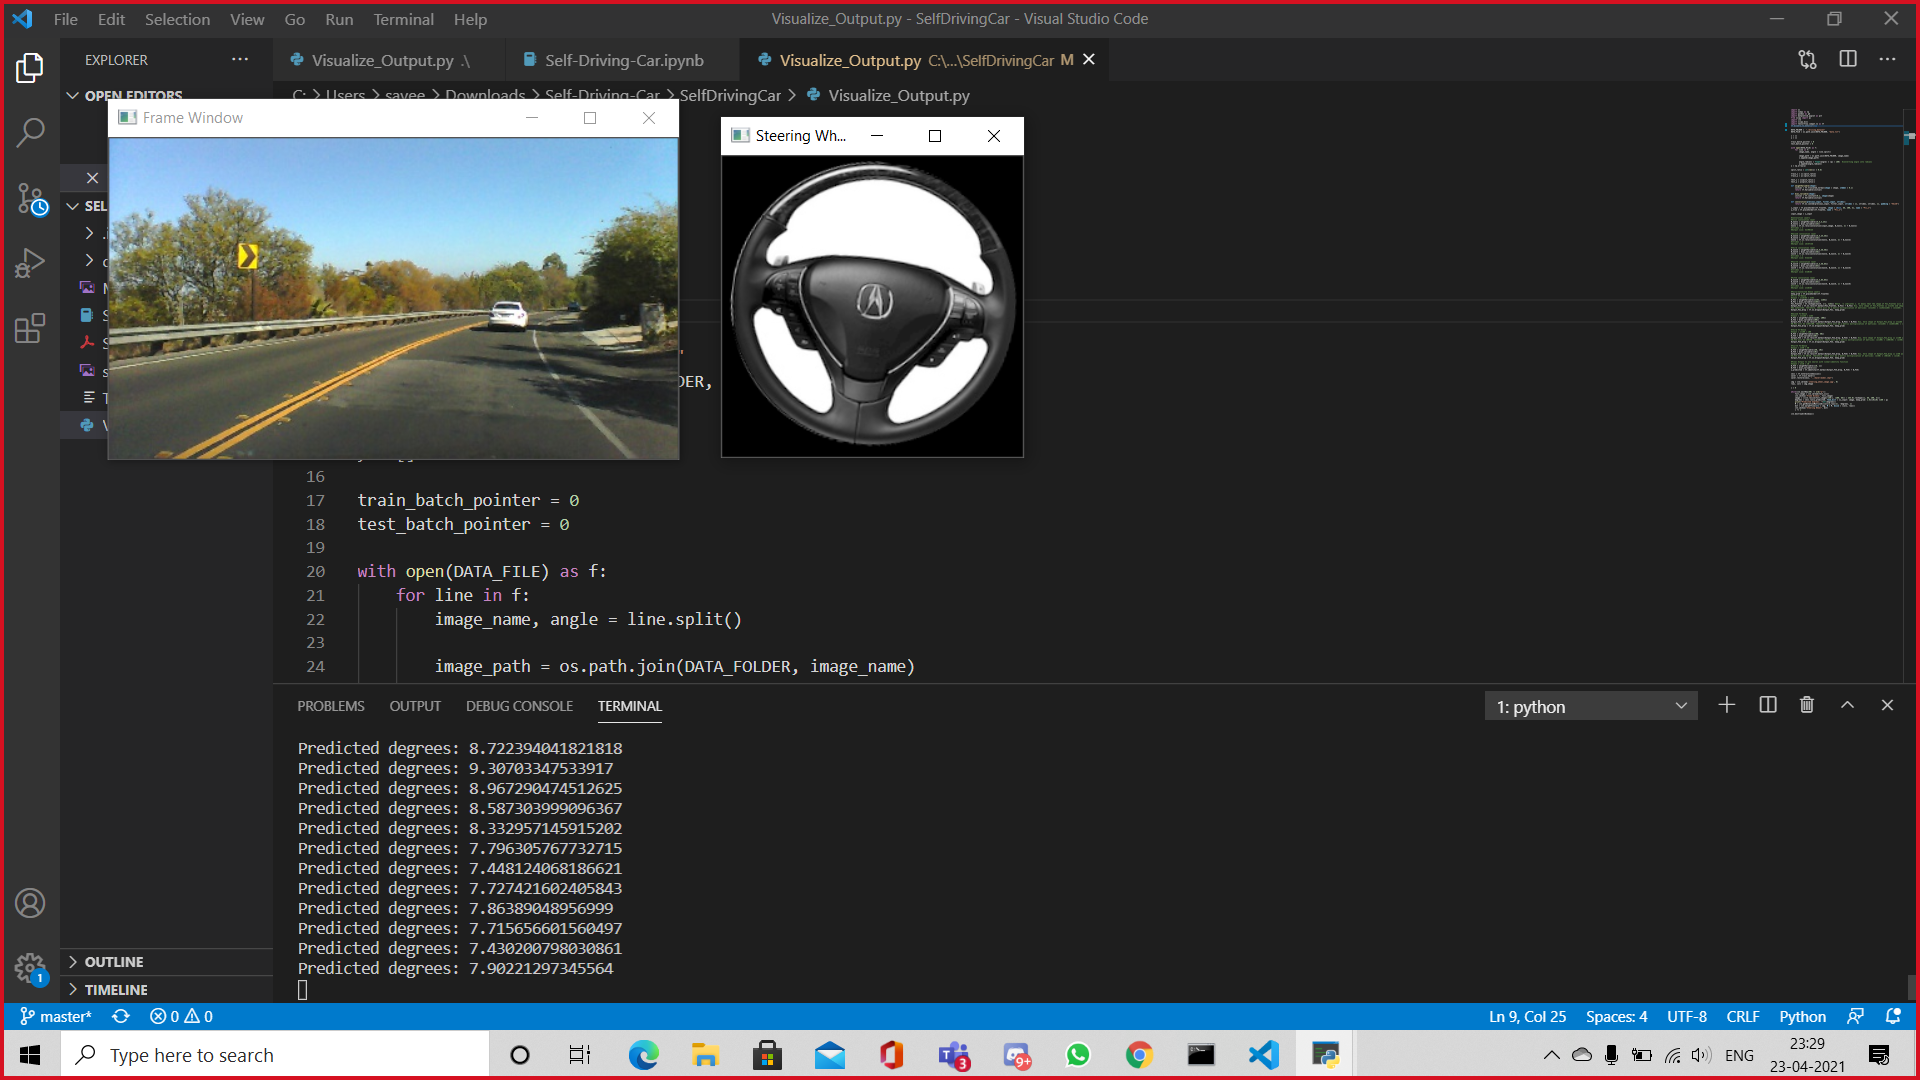 File Edit Selection View Go Run Terminal Help
Visualize_Output.py - SelfDrivingCar - Visual Studio Code
EXPLORER
Visualize_Output.py .\
Self-Driving-Car.ipynb
Visualize_Output.py C:\...\SelfDrivingCar M
OPEN EDITORS
C: > Users > savee > Downloads > Self-Driving-Car > SelfDrivingCar > Visualize_Output.py
Frame Window
Steering Wh...
SEL
DER,
16
17 train_batch_pointer = 0
18 test_batch_pointer = 0
19
20 with open(DATA_FILE) as f:
21 for line in f:
22 image_name, angle = line.split()
23
24 image_path = os.path.join(DATA_FOLDER, image_name)
PROBLEMS OUTPUT DEBUG CONSOLE TERMINAL
1: python
Predicted degrees: 8.722394041821818
Predicted degrees: 9.30703347533917
Predicted degrees: 8.967290474512625
Predicted degrees: 8.587303999096367
Predicted degrees: 8.332957145915202
Predicted degrees: 7.796305767732715
Predicted degrees: 7.448124068186621
Predicted degrees: 7.727421602405843
Predicted degrees: 7.86389048956999
Predicted degrees: 7.715656601560497
Predicted degrees: 7.430200798030861
Predicted degrees: 7.90221297345564
OUTLINE
TIMELINE
1
master* 0 0
Ln 9, Col 25 Spaces: 4 UTF-8 CRLF Python
Type here to search
3
9+
ENG
23:29
23-04-2021